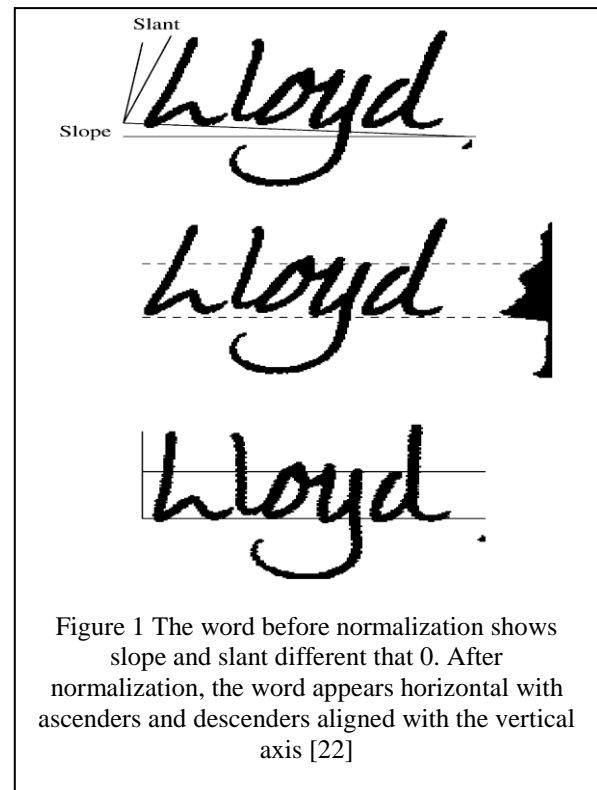 Slant
Lloyd
Slope
Lloyd
Lloyd
Figure 1 The word before normalization shows
slope and slant different that 0. After
normalization, the word appears horizontal with
ascenders and descenders aligned with the vertical
axis [22]